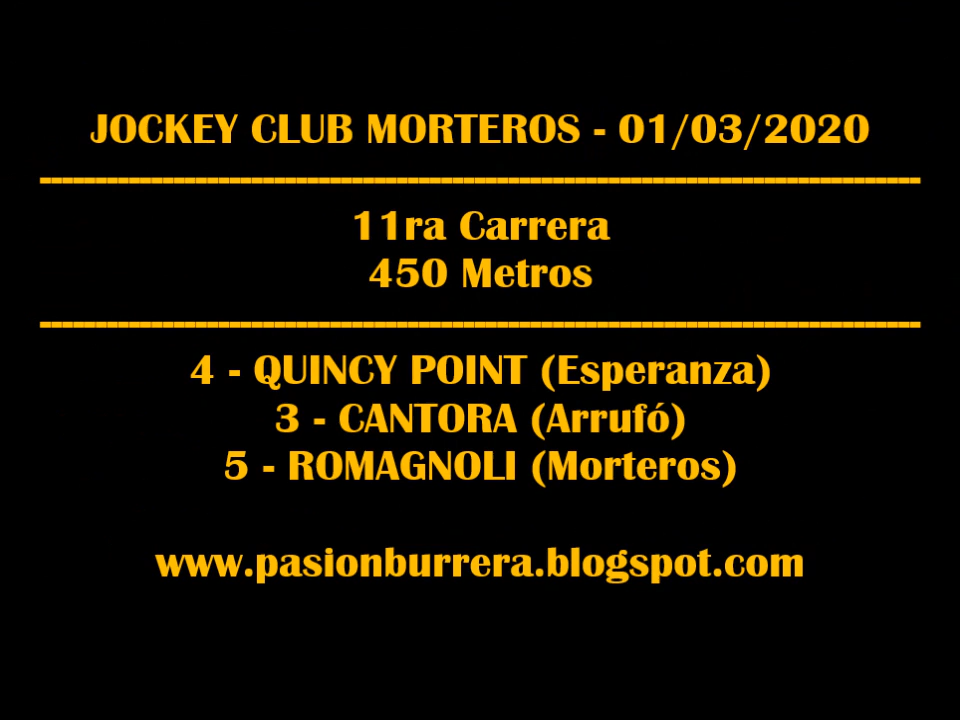 JOCKEY CLUB MORTEROS - 01/03/2020
--------------------------------------------------------------------------------
11ra Carrera
450 Metros
--------------------------------------------------------------------------------
4 - QUINCY POINT (Esperanza)
3 - CANTORA (Arrufó)
5 - ROMAGNOLI (Morteros)
www.pasionburrera.blogspot.com